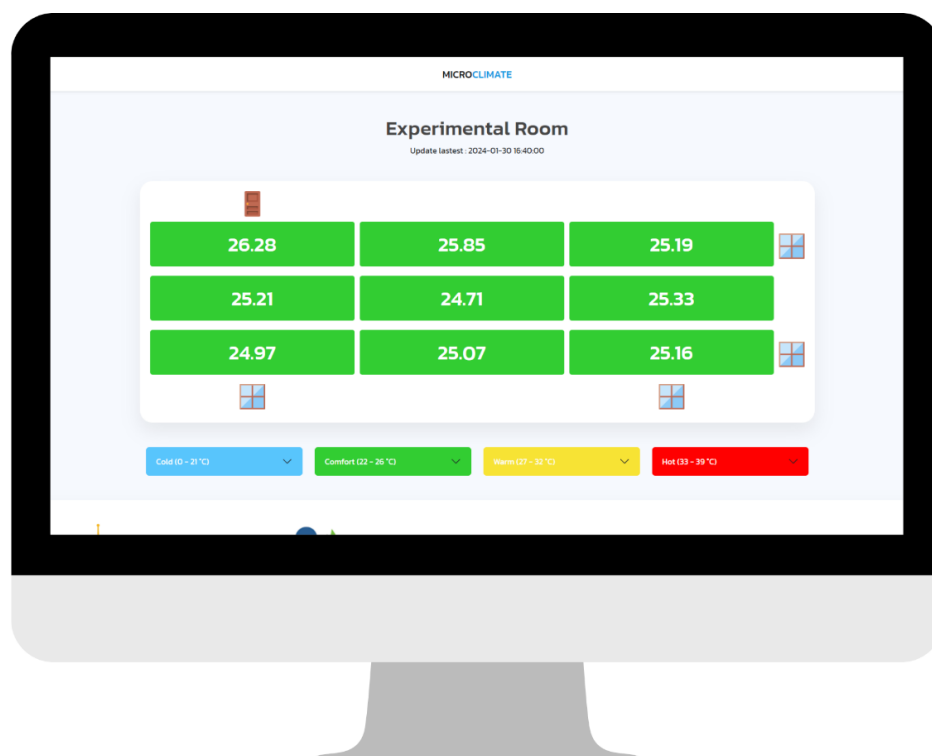 MICROCLIMATE
Experimental Room
Update lastest : 2024-01-30 16:40:00
26.28 25.85 25.19
25.21 24.71 25.33
24.97 25.07 25.16
Cold (0 - 21 °C) Comfort (22 - 26 °C) Warm (27 - 32 °C) Hot (33 - 39 °C)